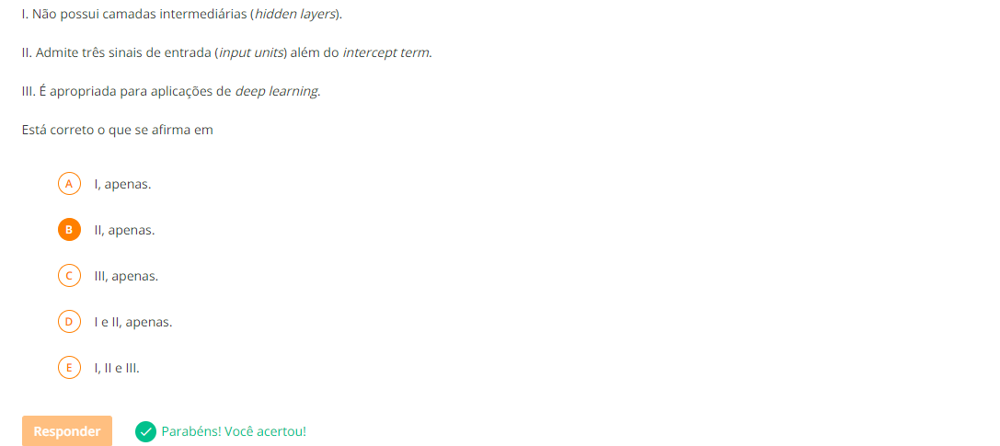 I. Não possui camadas intermediárias (hidden layers).
II. Admite três sinais de entrada (input units) além do intercept term.
III. É apropriada para aplicações de deep learning.
Está correto o que se afirma em
A I, apenas.
B II, apenas.
C III, apenas.
D I e II, apenas.
E I, II e III.
Responder Parabéns! Você acertou!